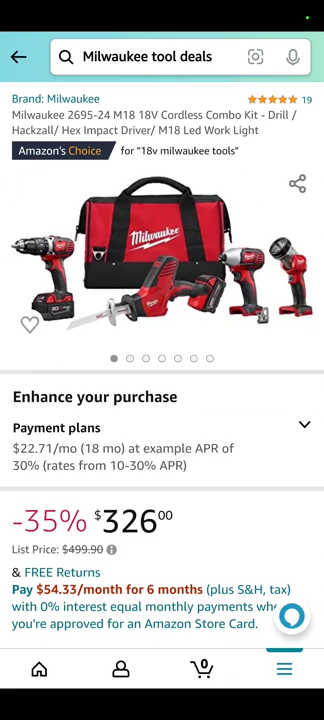 Milwaukee tool deals
Brand: Milwaukee
19
Milwaukee 2695-24 M18 18V Cordless Combo Kit - Drill /
Hackzall/ Hex Impact Driver/ M18 Led Work Light
Amazon's Choice for "18v milwaukee tools"
Milwaukee
Enhance your purchase
Payment plans
$22.71/mo (18 mo) at example APR of
30% (rates from 10-30% APR)
-35% $326 00
List Price: $499.90
& FREE Returns
Pay $54.33/month for 6 months (plus S&H, tax)
with 0% interest equal monthly payments
you're approved for an Amazon Store Card.
0